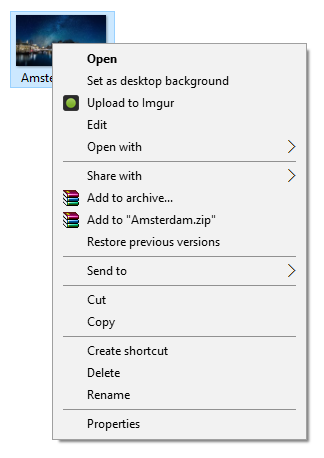 Amst
Open
Set as desktop background
Upload to Imgur
Edit
Open with
Share with
Add to archive...
Add to "Amsterdam.zip"
Restore previous versions
Send to
Cut
Copy
Create shortcut
Delete
Rename
Properties